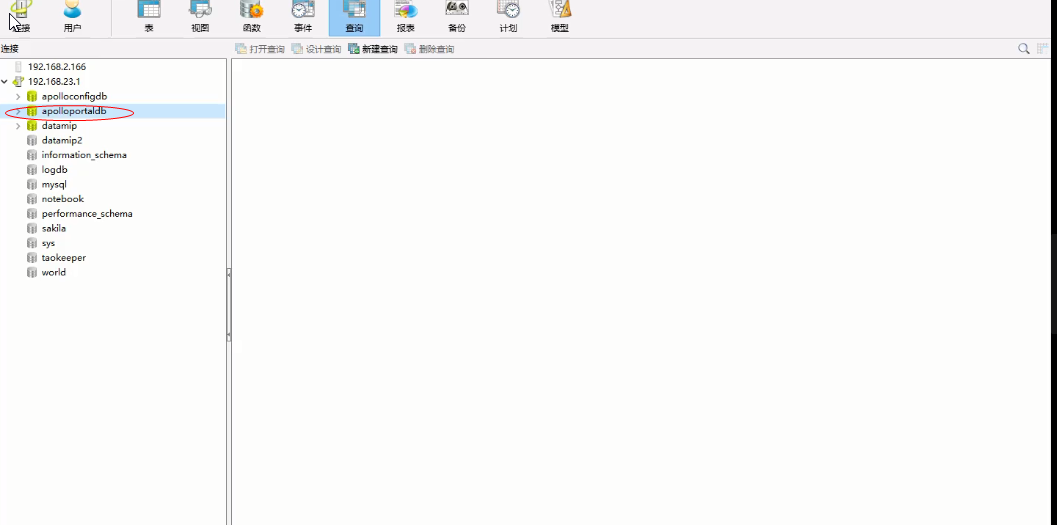 连接 用户 表 视图 函数 事件 查询 报表 备份 计划 模型
连接 打开查询 设计查询 新建查询 删除查询
192.168.2.166
192.168.23.1
apolloconfigdb
apolloportaldb
datamip
datamip2
information_schema
logdb
mysql
notebook
performance_schema
sakila
sys
taokeeper
world